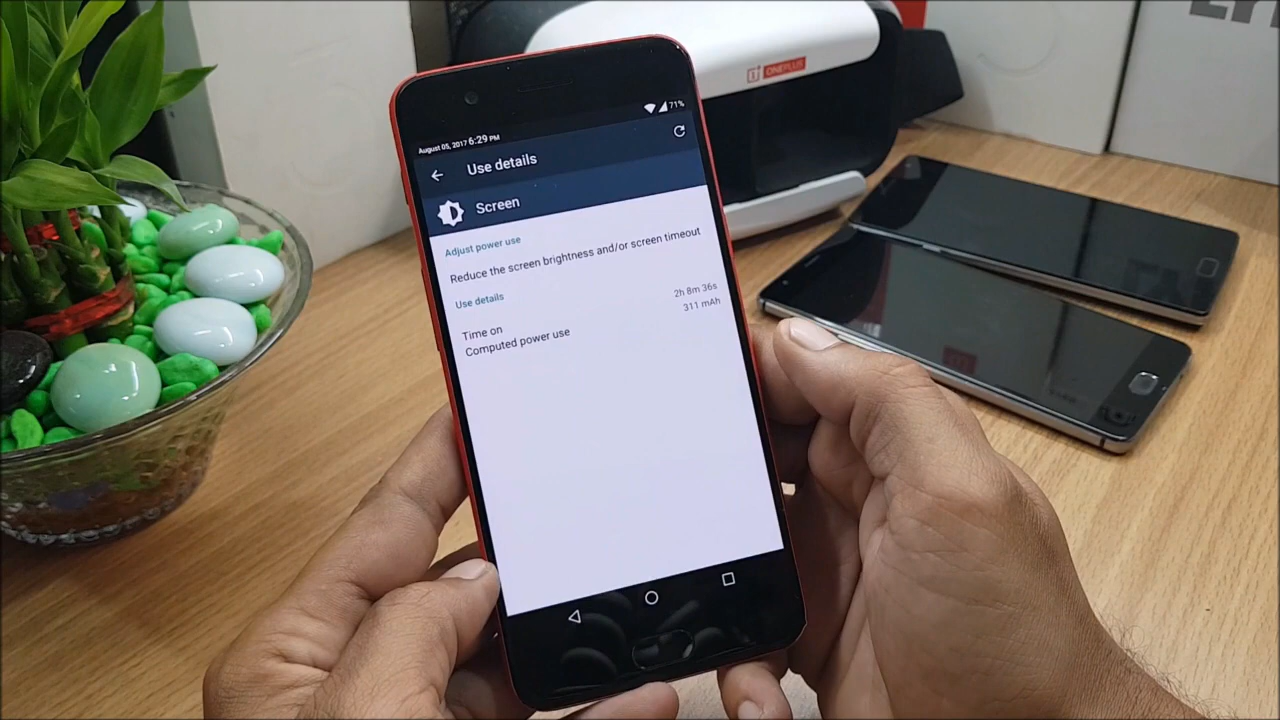 ONEPLUS
71%
August 05, 2017 6:29 PM
Use details
Screen
Adjust power use
Reduce the screen brightness and/or screen timeout
Use details
Time on 2h 8m 36s
Computed power use 311 mAh